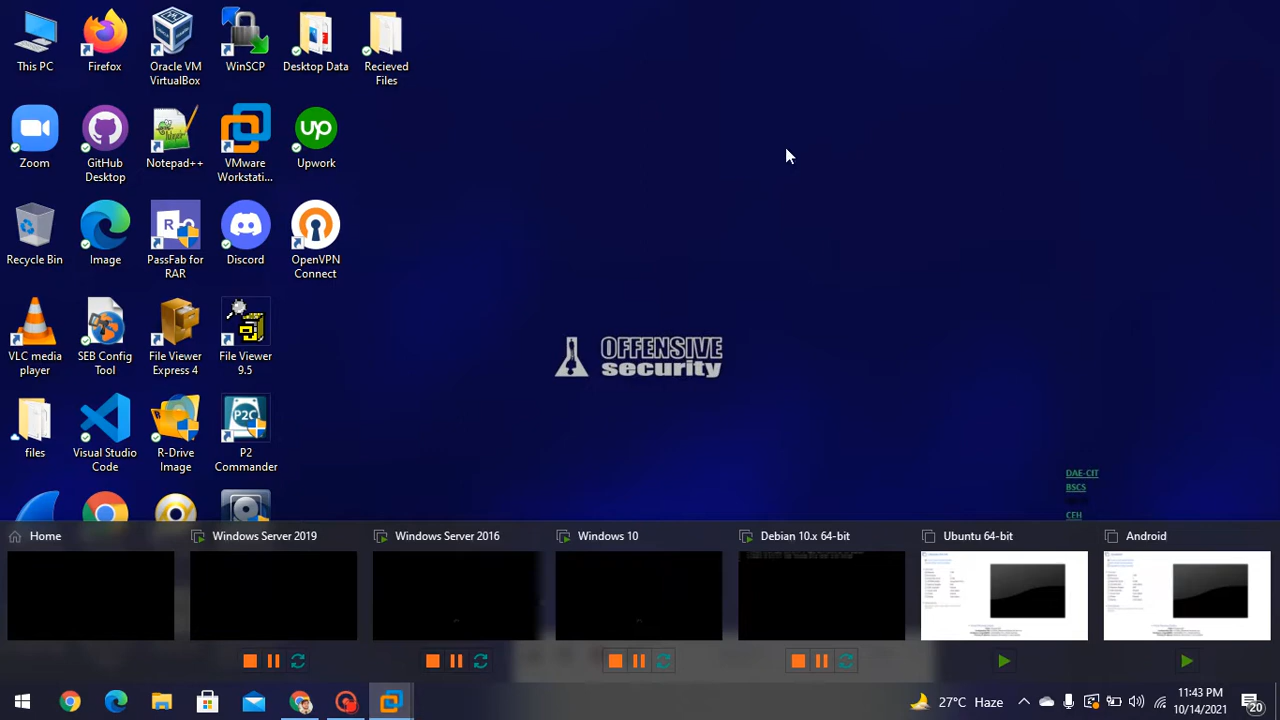 This PC
Firefox
Oracle VM
VirtualBox
WinSCP
Desktop Data
Recieved
Files
Zoom
GitHub
Desktop
Notepad++
VMware
Workstati...
up
Upwork
Recycle Bin
Image
PassFab for
RAR
Discord
OpenVPN
Connect
VLC media
player
SEB Config
Tool
File Viewer
Express 4
File Viewer
9.5
OFFENSIVE
security
files
Visual Studio
Code
R-Drive
Image
P2C
P2
Commander
DAE-CIT
BSCS
CEH
Home
Windows Server 2019
Windows Server 2016
Windows 10
Debian 10.x 64-bit
Ubuntu 64-bit
Android
27°C Haze
11:43 PM
10/14/2021
20